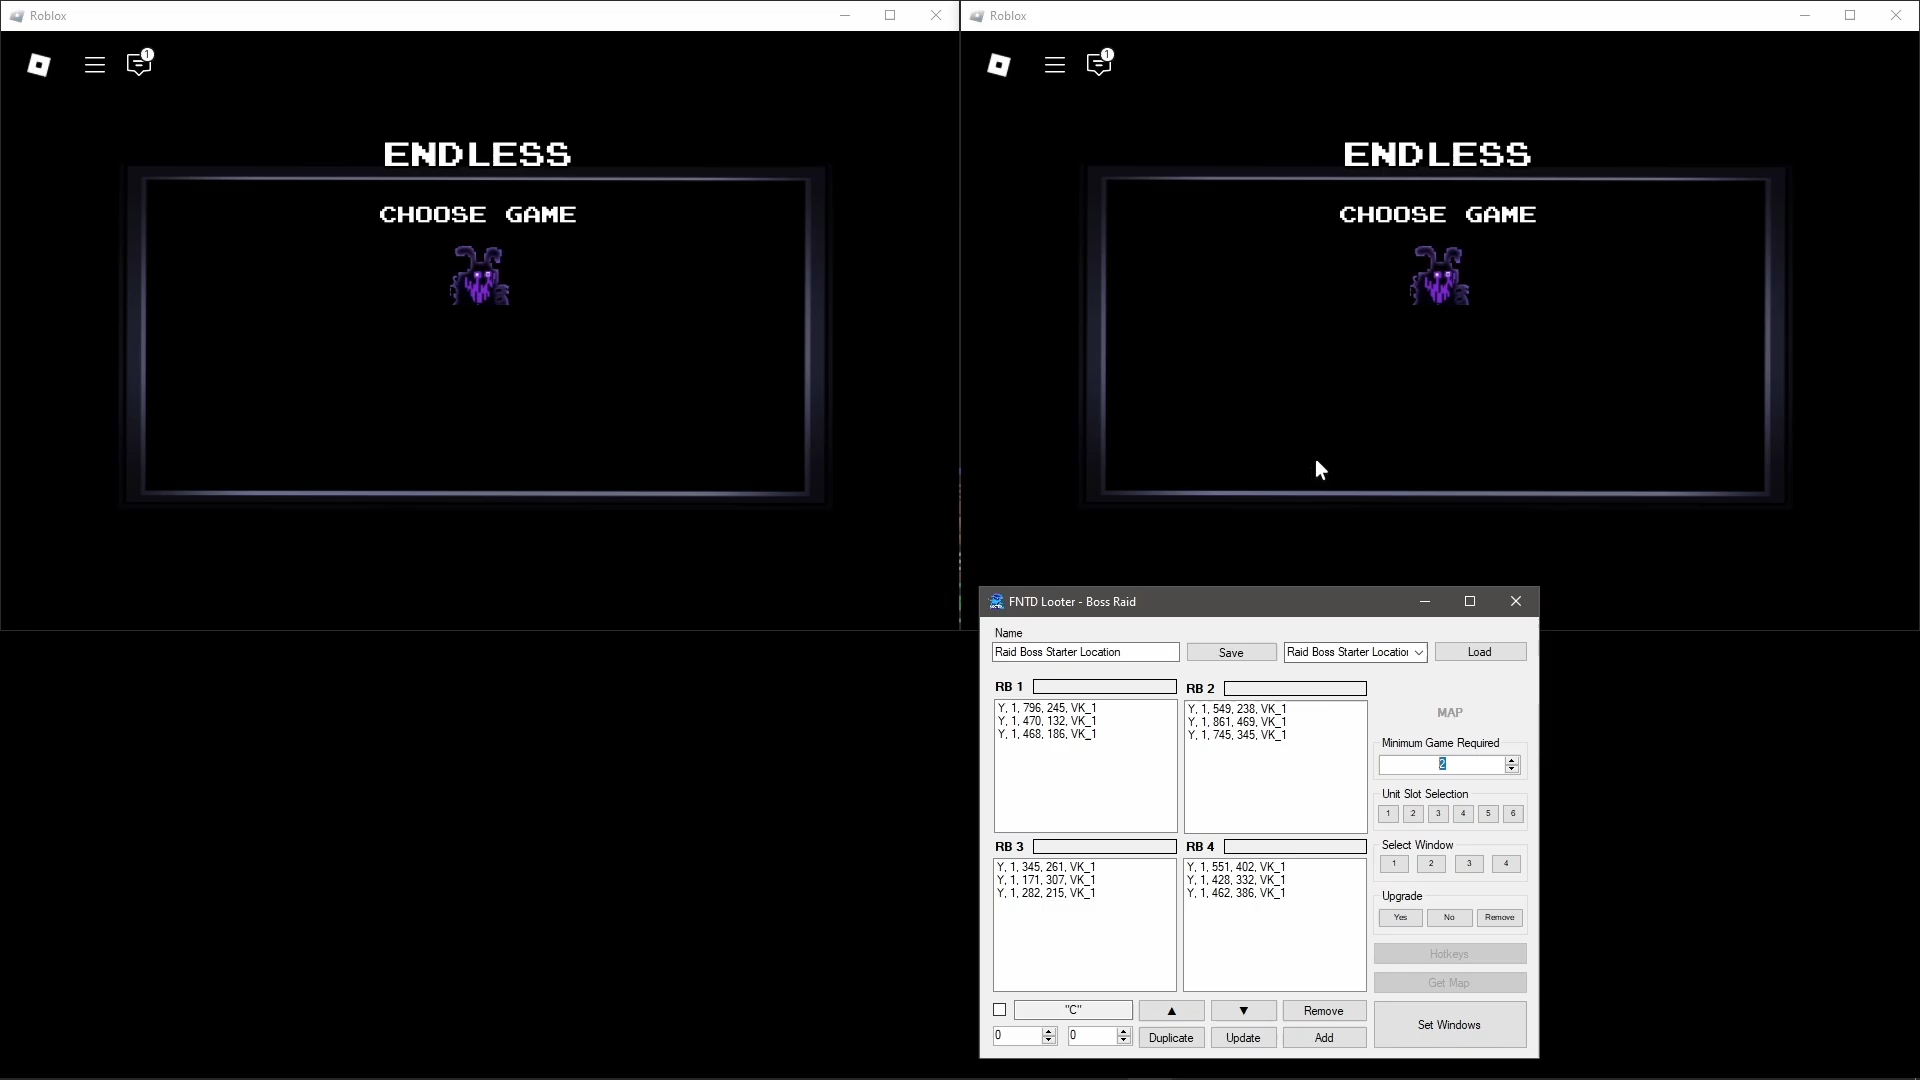 Roblox
Roblox
1
1
ENDLESS
CHOOSE GAME
ENDLESS
CHOOSE GAME
FNTD Looter - Boss Raid
Name
Raid Boss Starter Location
Save
Raid Boss Starter Location
Load
RB 1
Y, 1, 796, 245, VK_1
Y, 1, 470, 132, VK_1
Y, 1, 468, 186, VK_1
RB 2
Y, 1, 549, 238, VK_1
Y, 1, 861, 469, VK_1
Y, 1, 745, 345, VK_1
MAP
Minimum Game Required
2
Unit Slot Selection
1 2 3 4 5 6
RB 3
Y, 1, 345, 261, VK_1
Y, 1, 171, 307, VK_1
Y, 1, 282, 215, VK_1
RB 4
Y, 1, 551, 402, VK_1
Y, 1, 428, 332, VK_1
Y, 1, 462, 386, VK_1
Select Window
1 2 3 4
Upgrade
Yes No Remove
Hotkeys
Get Map
Set Windows
"C"
▲ ▼ Remove
0 0 Duplicate Update Add